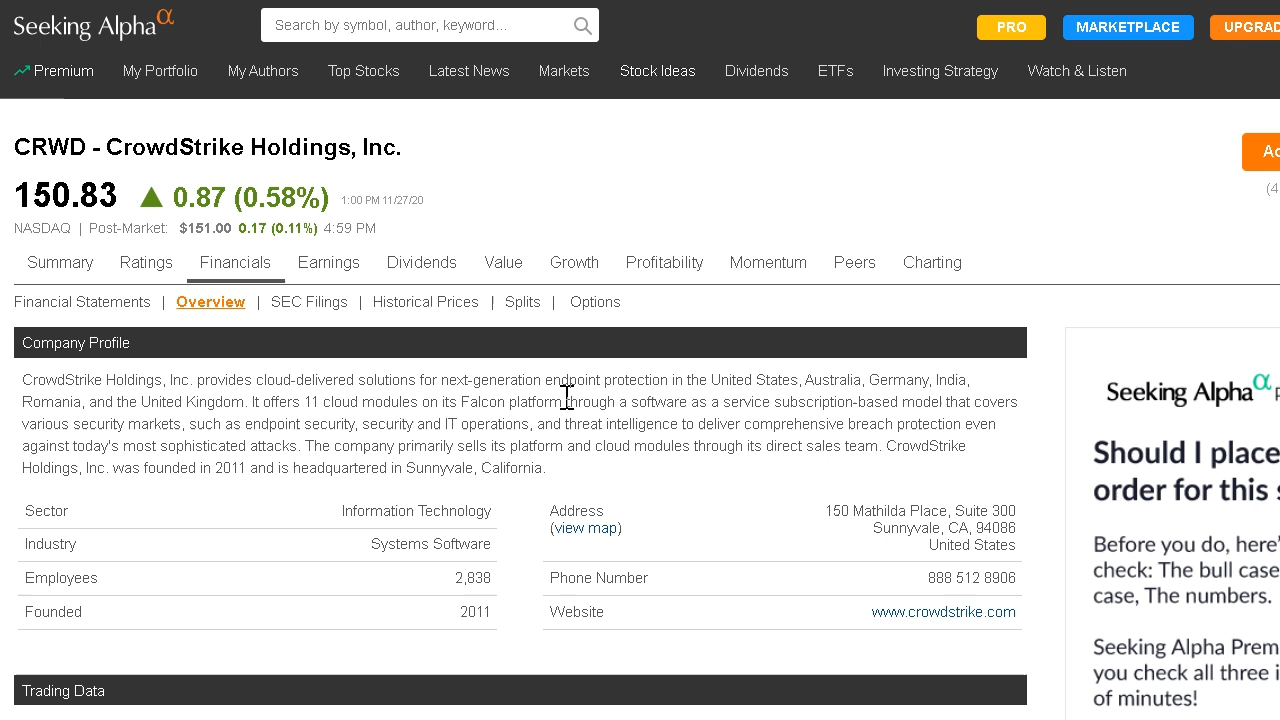 Seeking Alpha α
Search by symbol, author, keyword...
PRO
MARKETPLACE
UPGRAD
Premium My Portfolio My Authors Top Stocks Latest News Markets Stock Ideas Dividends ETFs Investing Strategy Watch & Listen
CRWD - CrowdStrike Holdings, Inc.
Ad
150.83 ▲ 0.87 (0.58%) 1:00 PM 11/27/20
(4
NASDAQ | Post-Market: $151.00 0.17 (0.11%) 4:59 PM
Summary Ratings Financials Earnings Dividends Value Growth Profitability Momentum Peers Charting
Financial Statements | Overview | SEC Filings | Historical Prices | Splits | Options
Company Profile
CrowdStrike Holdings, Inc. provides cloud-delivered solutions for next-generation endpoint protection in the United States, Australia, Germany, India,
Romania, and the United Kingdom. It offers 11 cloud modules on its Falcon platform through a software as a service subscription-based model that covers
various security markets, such as endpoint security, security and IT operations, and threat intelligence to deliver comprehensive breach protection even
against today's most sophisticated attacks. The company primarily sells its platform and cloud modules through its direct sales team. CrowdStrike
Holdings, Inc. was founded in 2011 and is headquartered in Sunnyvale, California.
Sector Information Technology
Industry Systems Software
Employees 2,838
Founded 2011
Address 150 Mathilda Place, Suite 300
(view map) Sunnyvale, CA, 94086
United States
Phone Number 888 512 8906
Website www.crowdstrike.com
Trading Data
Seeking Alpha α P
Should I place
order for this s
Before you do, here's
check: The bull case
case, The numbers.
Seeking Alpha Prem
you check all three i
of minutes!